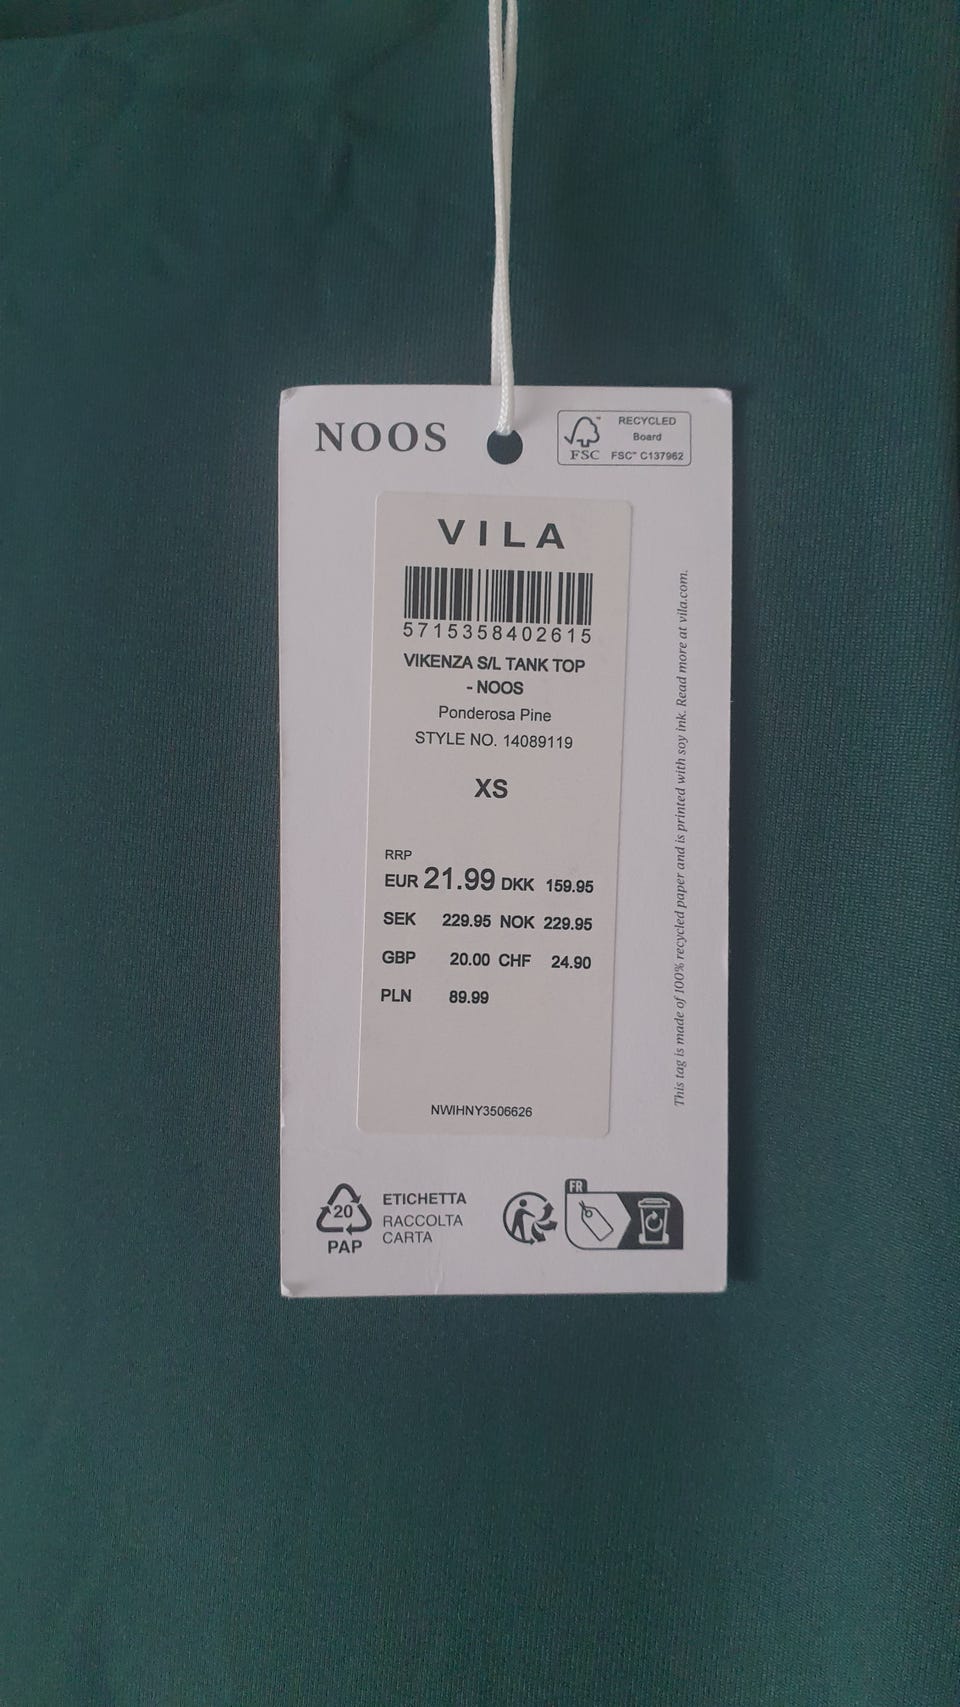 NOOS
FSC
RECYCLED
Board
FSC™ C137962
VILA
5715358402615
VIKENZA S/L TANK TOP
- NOOS
Ponderosa Pine
STYLE NO. 14089119
XS
RRP
EUR 21.99 DKK 159.95
SEK 229.95 NOK 229.95
GBP 20.00 CHF 24.90
PLN 89.99
NWIHNY3506626
This tag is made of 100% recycled paper and is printed with soy ink. Read more at vila.com.
20
PAP
ETICHETTA
RACCOLTA
CARTA
FR